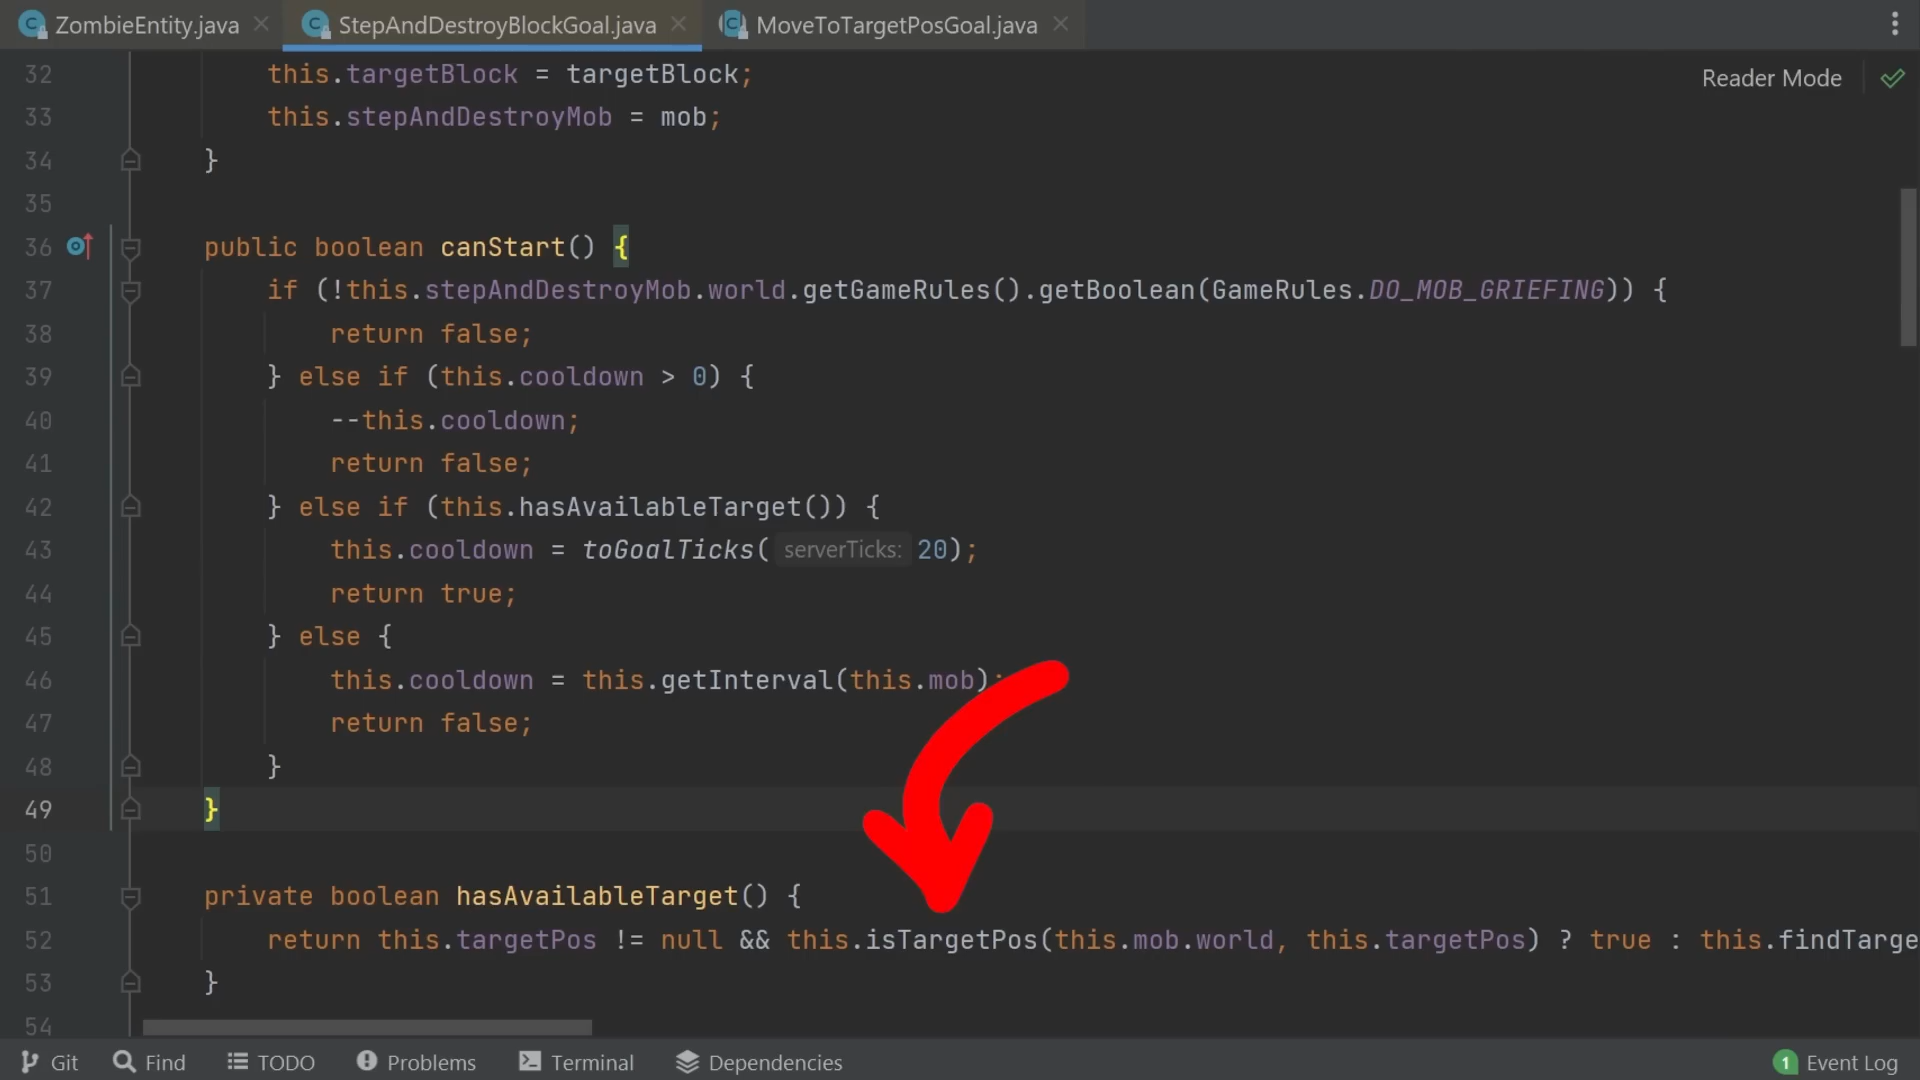 ZombieEntity.java StepAndDestroyBlockGoal.java MoveToTargetPosGoal.java
Reader Mode
32 this.targetBlock = targetBlock;
33 this.stepAndDestroyMob = mob;
34 }
35
36 public boolean canStart() {
37 if (!this.stepAndDestroyMob.world.getGameRules().getBoolean(GameRules.DO_MOB_GRIEFING)) {
38 return false;
39 } else if (this.cooldown > 0) {
40 --this.cooldown;
41 return false;
42 } else if (this.hasAvailableTarget()) {
43 this.cooldown = toGoalTicks( serverTicks: 20);
44 return true;
45 } else {
46 this.cooldown = this.getInterval(this.mob);
47 return false;
48 }
49 }
50
51 private boolean hasAvailableTarget() {
52 return this.targetPos != null && this.isTargetPos(this.mob.world, this.targetPos) ? true : this.findTarge
53 }
54
Git Find TODO Problems Terminal Dependencies 1 Event Log